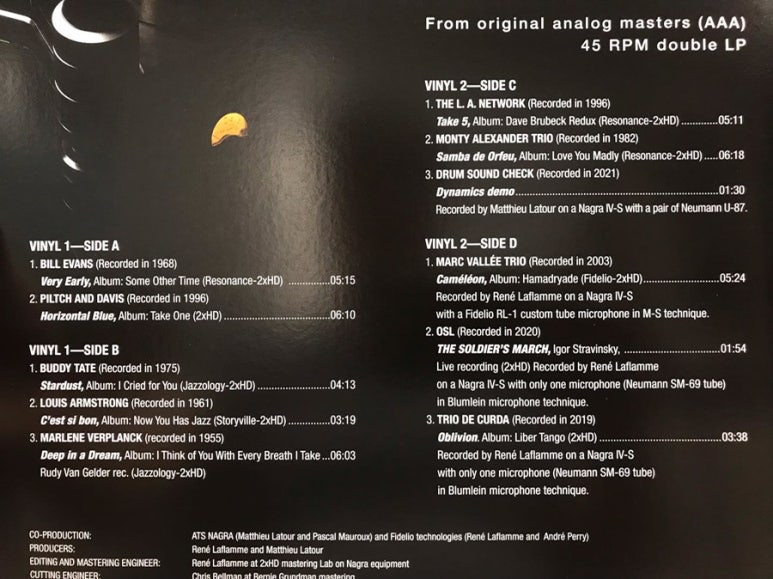 From original analog masters (AAA)
45 RPM double LP
VINYL 1—SIDE A
1. BILL EVANS (Recorded in 1968)
Very Early, Album: Some Other Time (Resonance-2xHD) ..................05:15
2. PILTCH AND DAVIS (Recorded in 1996)
Horizontal Blue, Album: Take One (2xHD) ..................................06:10
VINYL 1—SIDE B
1. BUDDY TATE (Recorded in 1975)
Stardust, Album: I Cried for You (Jazzology-2xHD) .........................04:13
2. LOUIS ARMSTRONG (Recorded in 1961)
C'est si bon, Album: Now You Has Jazz (Storyville-2xHD) .................03:19
3. MARLENE VERPLANCK (recorded in 1955)
Deep in a Dream, Album: I Think of You With Every Breath I Take ...06:03
Rudy Van Gelder rec. (Jazzology-2xHD)
VINYL 2—SIDE C
1. THE L. A. NETWORK (Recorded in 1996)
Take 5, Album: Dave Brubeck Redux (Resonance-2xHD) ............05:11
2. MONTY ALEXANDER TRIO (Recorded in 1982)
Samba de Orfeu, Album: Love You Madly (Resonance-2xHD) .....06:18
3. DRUM SOUND CHECK (Recorded in 2021)
Dynamics demo....................................................01:30
Recorded by Matthieu Latour on a Nagra IV-S with a pair of Neumann U-87.
VINYL 2—SIDE D
1. MARC VALLÉE TRIO (Recorded in 2003)
Caméléon, Album: Hamadryade (Fidelio-2xHD)..........................05:24
Recorded by René Laflamme on a Nagra IV-S
with a Fidelio RL-1 custom tube microphone in M-S technique.
2. OSL (Recorded in 2020)
THE SOLDIER'S MARCH, Igor Stravinsky, .........................01:54
Live recording (2xHD) Recorded by René Laflamme
on a Nagra IV-S with only one microphone (Neumann SM-69 tube)
in Blumlein microphone technique.
3. TRIO DE CURDA (Recorded in 2019)
Oblivion. Album: Liber Tango (2xHD) ...............................03:38
Recorded by René Laflamme on a Nagra IV-S
with only one microphone (Neumann SM-69 tube)
in Blumlein microphone technique.
CO-PRODUCTION: ATS NAGRA (Matthieu Latour and Pascal Mauroux) and Fidelio technologies (René Laflamme and André Perry)
PRODUCERS: René Laflamme and Matthieu Latour
EDITING AND MASTERING ENGINEER: René Laflamme at 2xHD mastering Lab on Nagra equipment
CUTTING ENGINEER: Chris Bellman at Bernie Grundman mastering